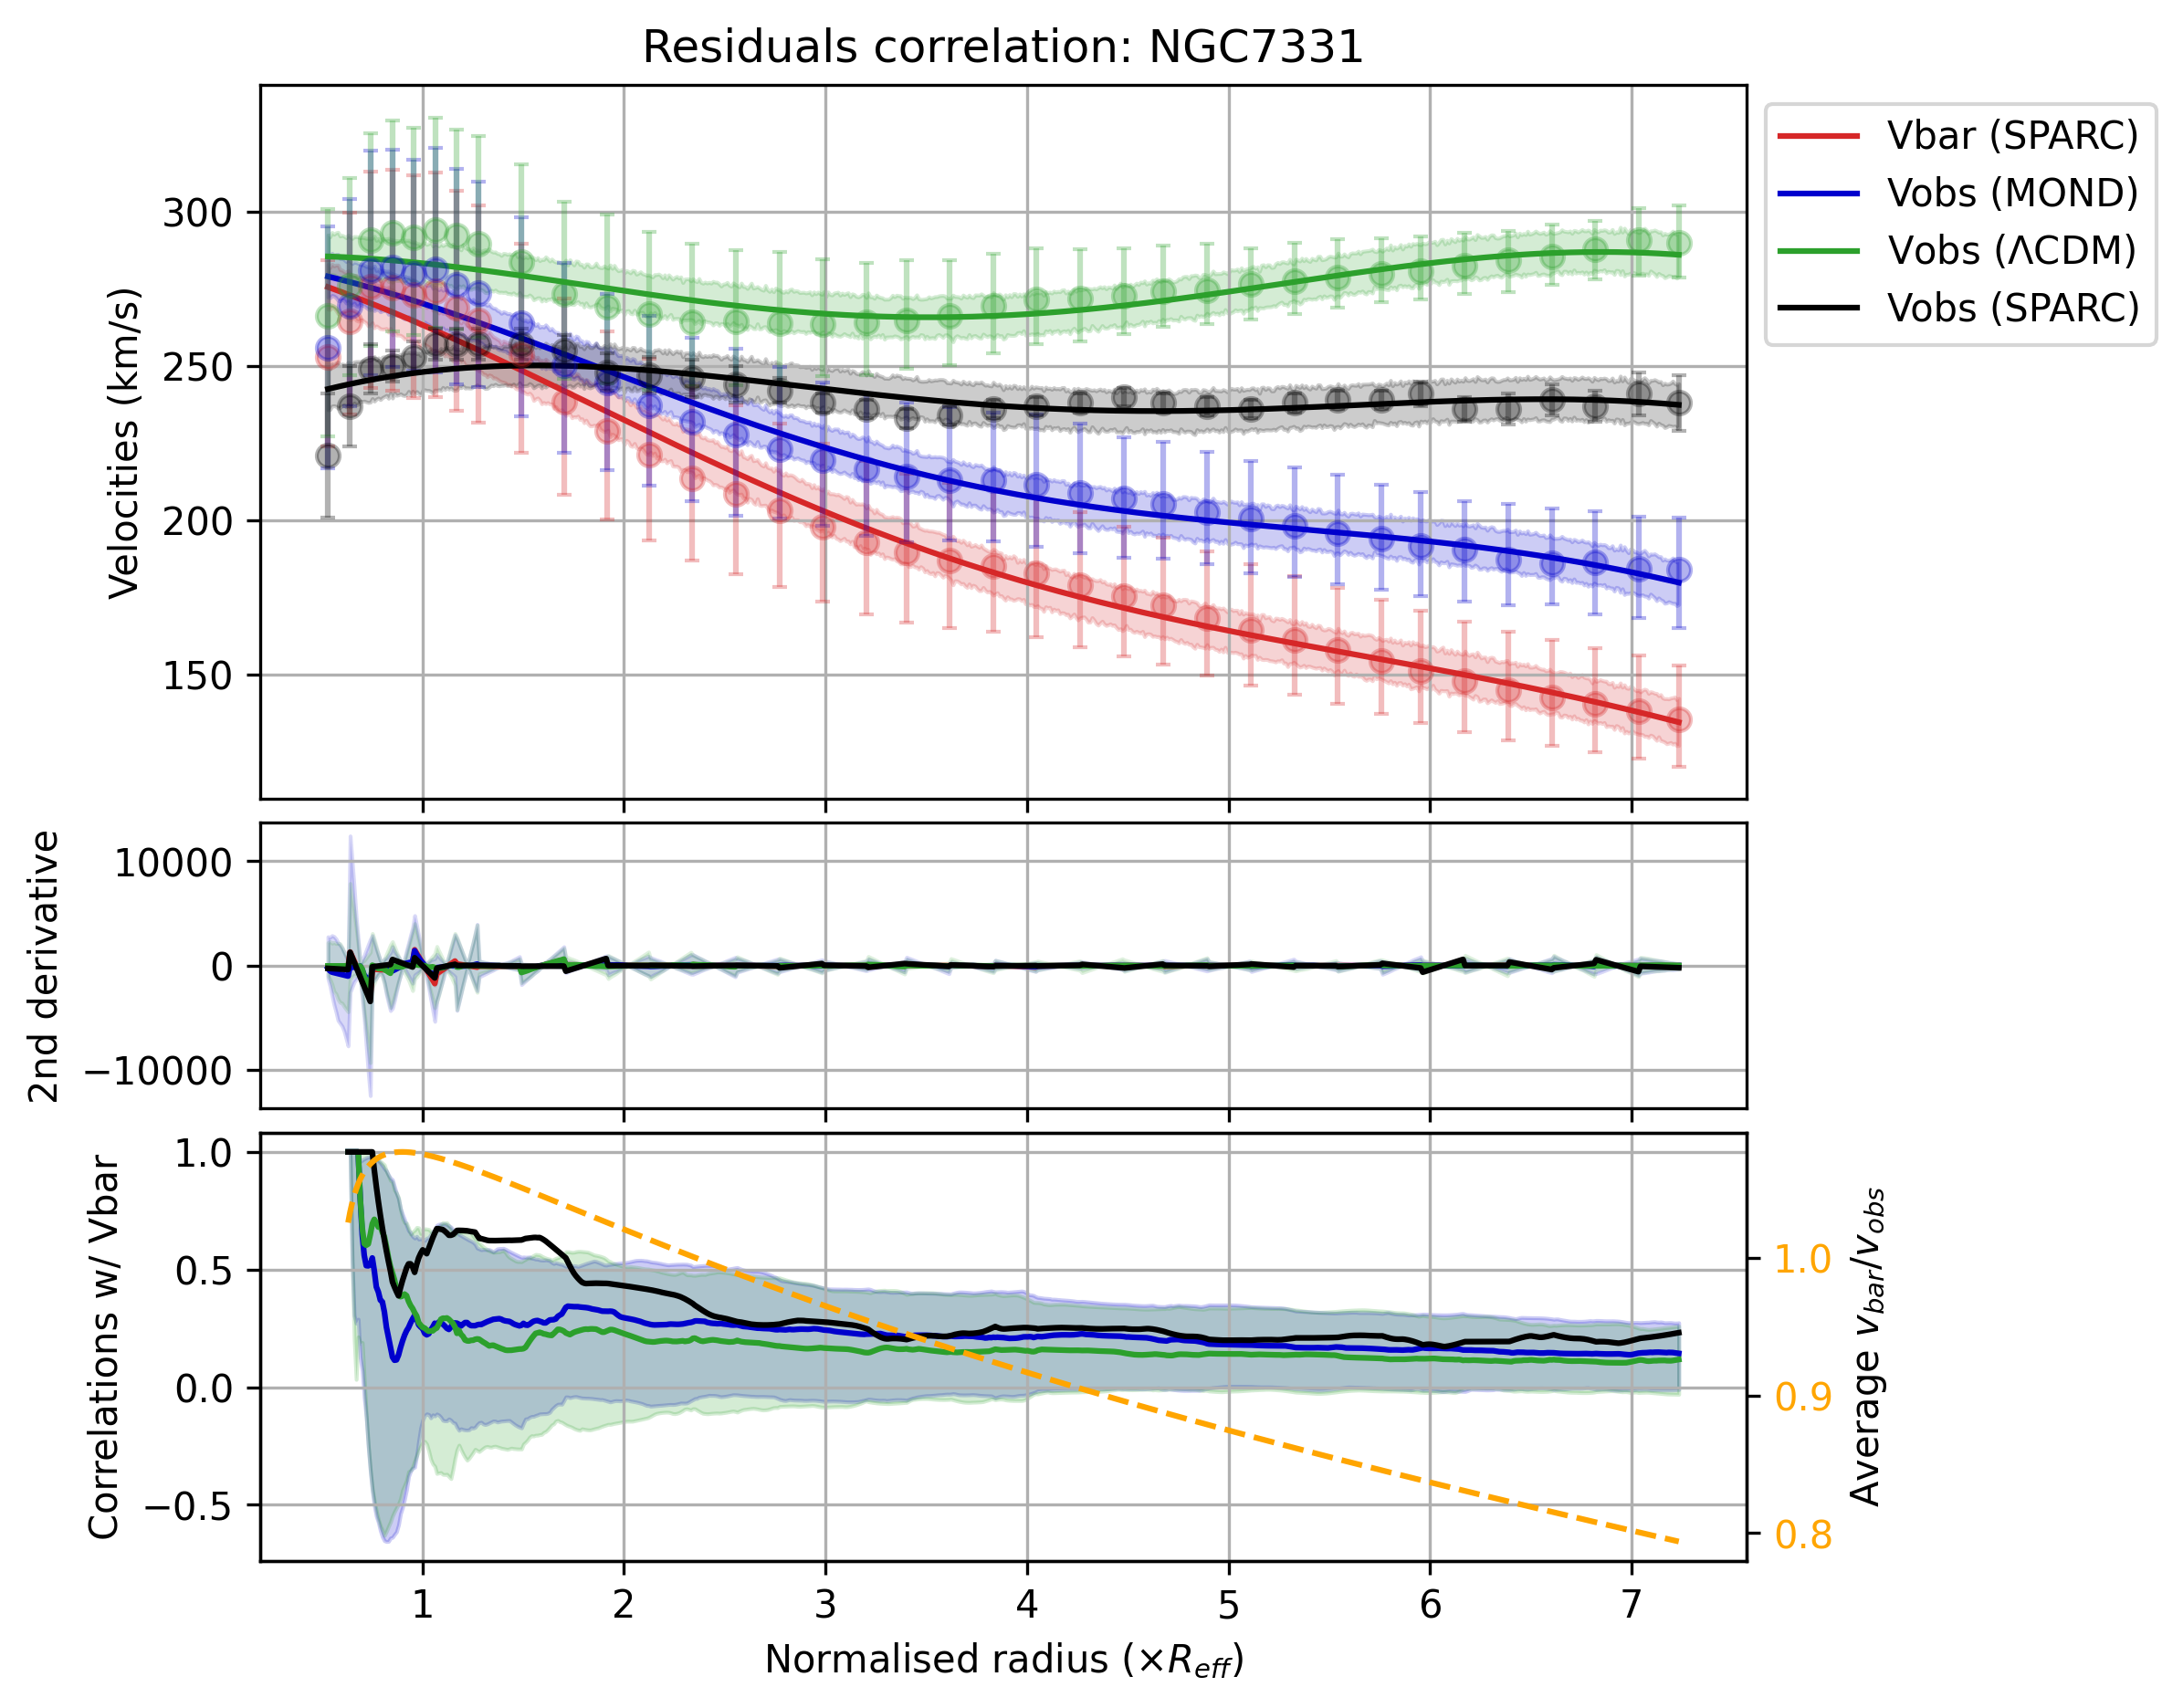 Residuals correlation: NGC7331
Velocities (km/s)
300
250
200
150
Vbar (SPARC)
Vobs (MOND)
Vobs (ΛCDM)
Vobs (SPARC)
2nd derivative
10000
0
−10000
Correlations w/ Vbar
1.0
0.5
0.0
−0.5
1.0
0.9
0.8
Average v_bar/v_obs
1 2 3 4 5 6 7
Normalised radius (×R_eff)